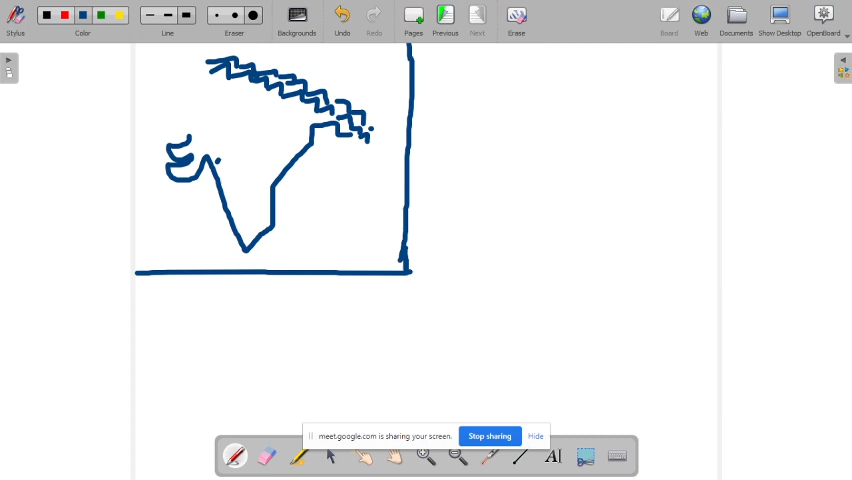 Stylus Color Line Eraser Backgrounds Undo Redo Pages Previous Next Erase Board Web Documents Show Desktop OpenBoard
meet.google.com is sharing your screen. Stop sharing Hide
A